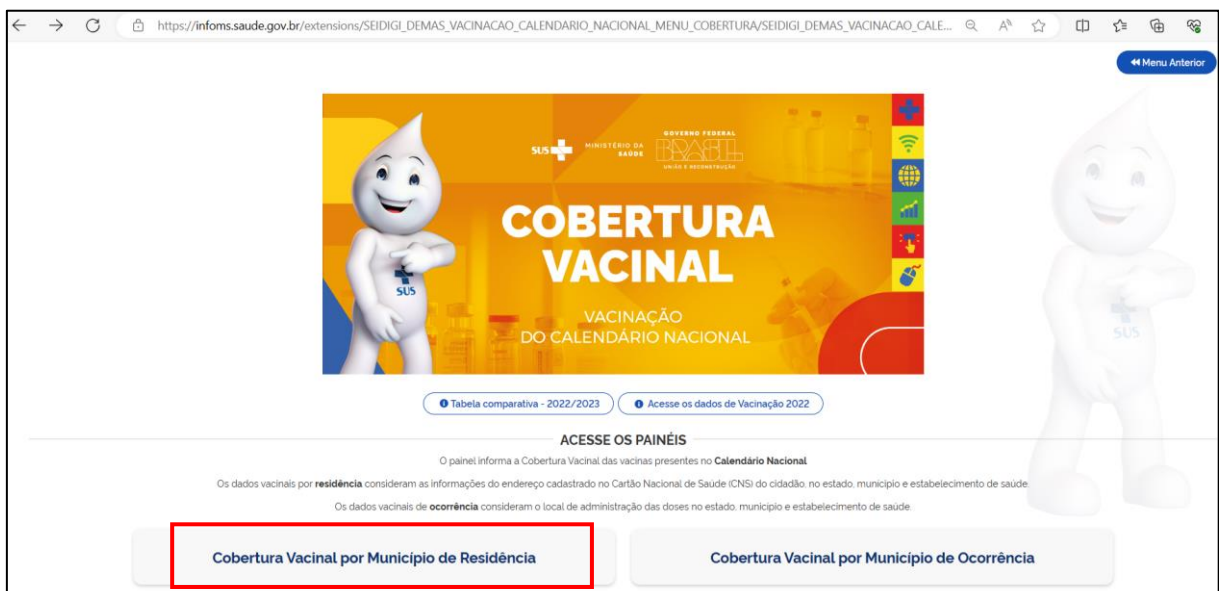 https://infoms.saude.gov.br/extensions/SEIDIGI_DEMAS_VACINACAO_CALENDARIO_NACIONAL_MENU_COBERTURA/SEIDIGI_DEMAS_VACINACAO_CALE...
Menu Anterior
SUS MINISTÉRIO DA SAÚDE
GOVERNO FEDERAL
BRASIL
UNIÃO E RECONSTRUÇÃO
COBERTURA
VACINAL
VACINAÇÃO
DO CALENDÁRIO NACIONAL
SUS
SUS
Tabela comparativa - 2022/2023 Acesse os dados de Vacinação 2022
ACESSE OS PAINÉIS
O painel informa a Cobertura Vacinal das vacinas presentes no Calendário Nacional
Os dados vacinais por residência consideram as informações do endereço cadastrado no Cartão Nacional de Saúde (CNS) do cidadão, no estado, município e estabelecimento de saúde
Os dados vacinais de ocorrência consideram o local de administração das doses no estado, município e estabelecimento de saúde.
Cobertura Vacinal por Município de Residência Cobertura Vacinal por Município de Ocorrência